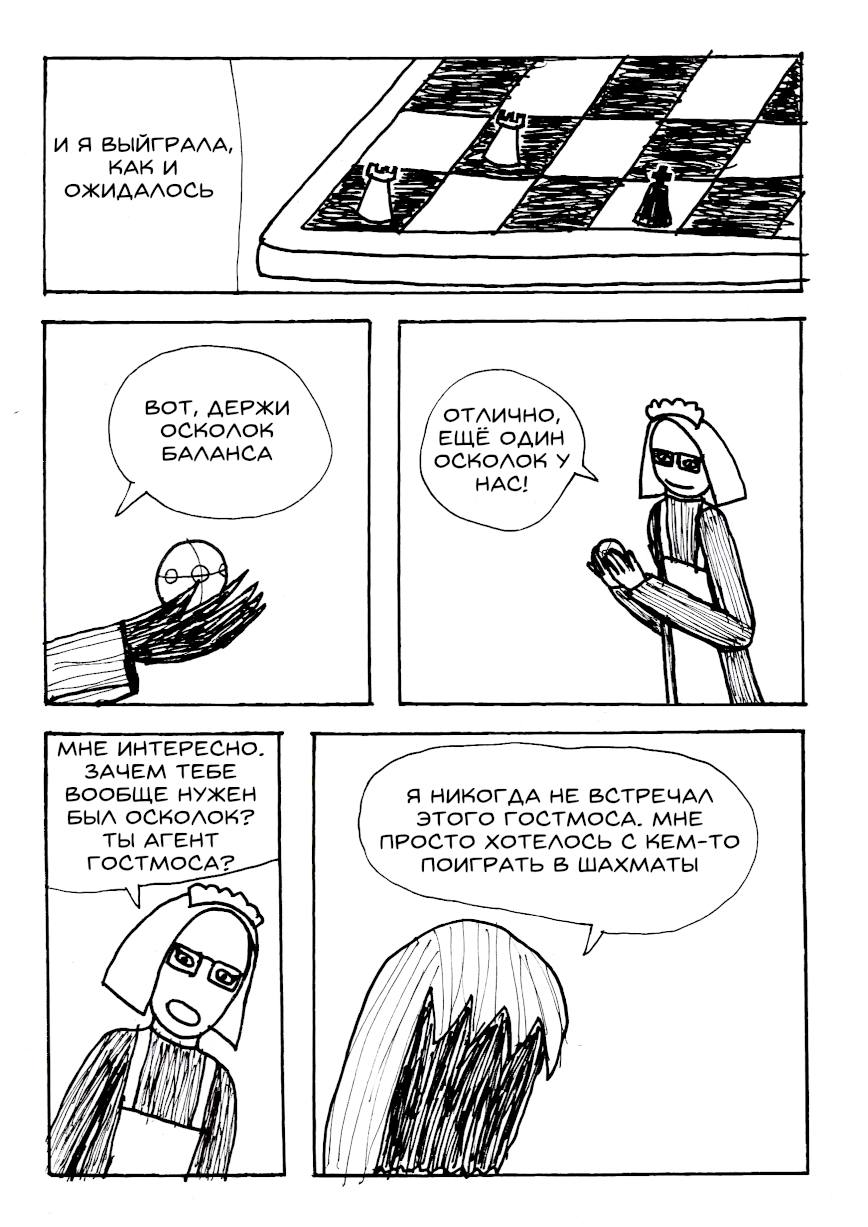 И Я ВЫЙГРАЛА,
КАК И
ОЖИДАЛОСЬ
ВОТ, ДЕРЖИ
ОСКОЛОК
БАЛАНСА
ОТЛИЧНО,
ЕЩЁ ОДИН
ОСКОЛОК У
НАС!
МНЕ ИНТЕРЕСНО.
ЗАЧЕМ ТЕБЕ
ВООБЩЕ НУЖЕН
БЫЛ ОСКОЛОК?
ТЫ АГЕНТ
ГОСТМОСА?
Я НИКОГДА НЕ ВСТРЕЧАЛ
ЭТОГО ГОСТМОСА. МНЕ
ПРОСТО ХОТЕЛОСЬ С КЕМ-ТО
ПОИГРАТЬ В ШАХМАТЫ